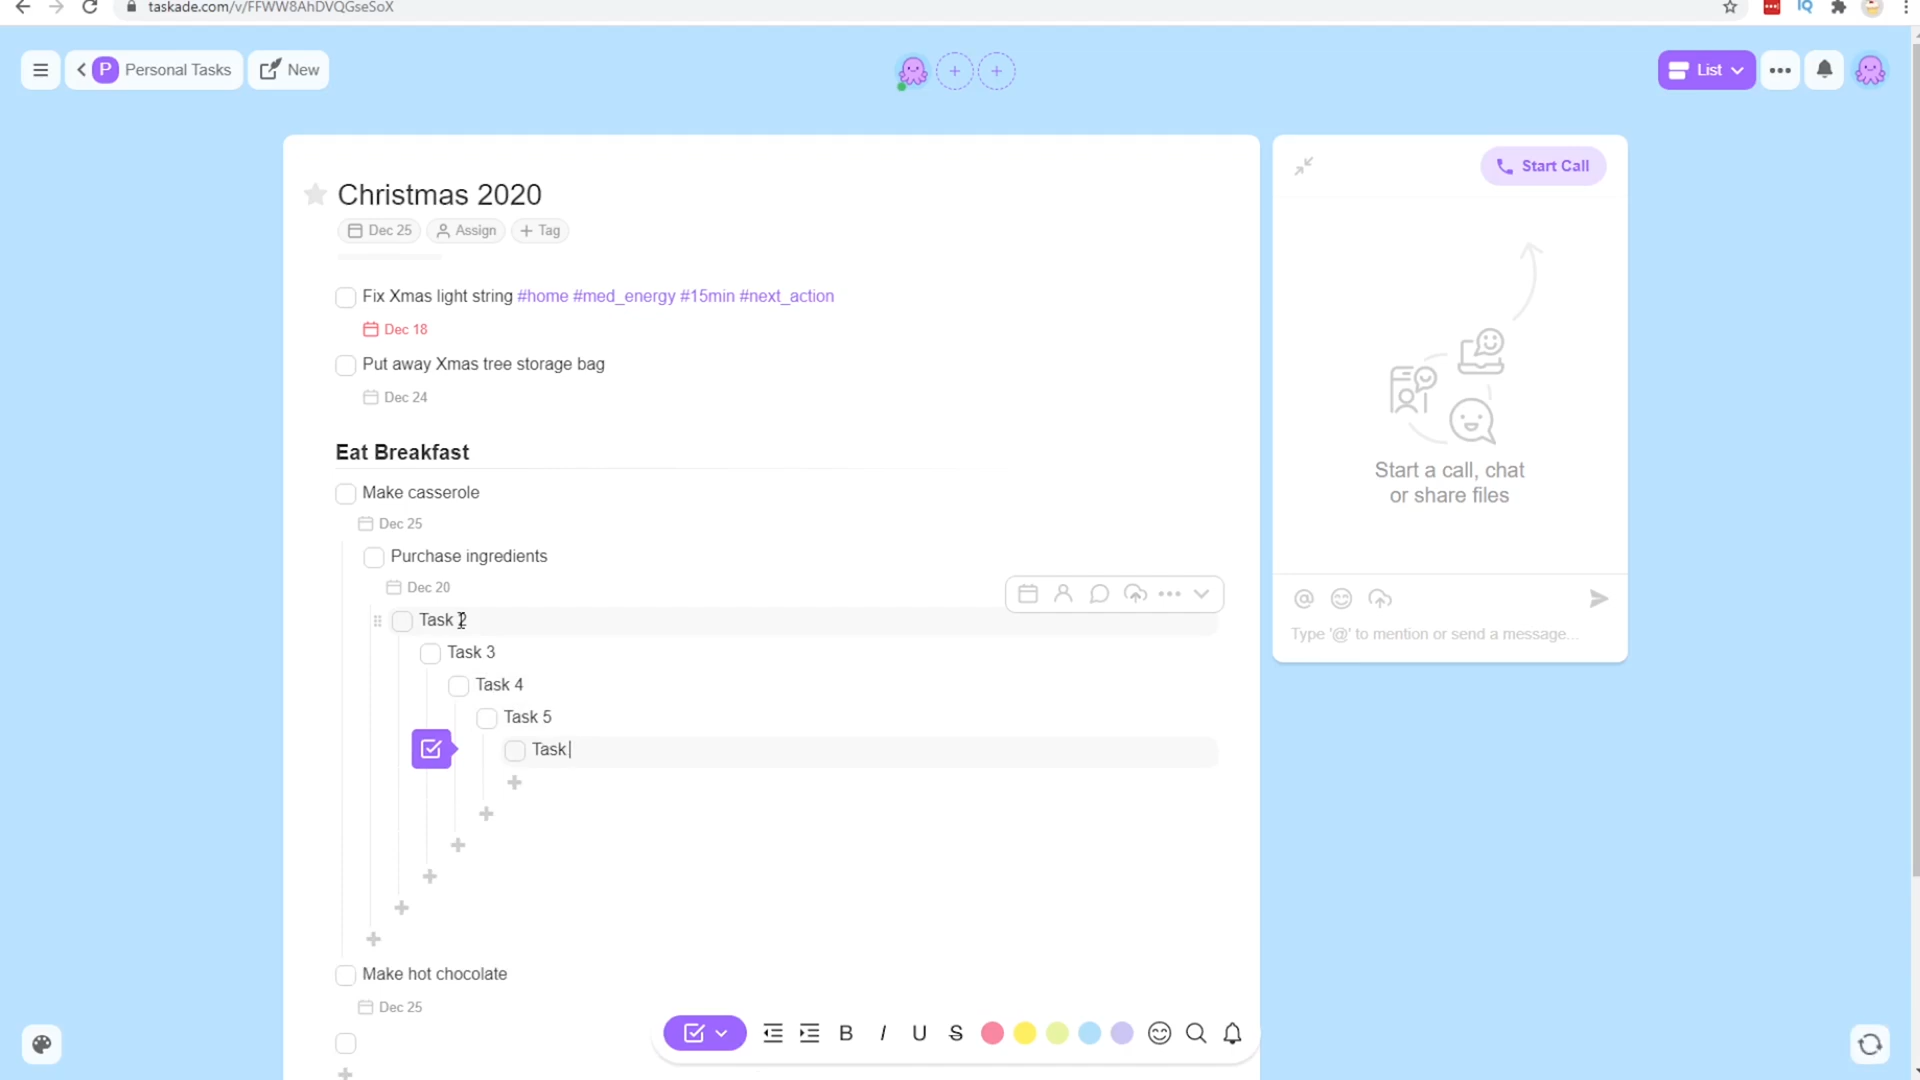 taskade.com/v/FFWW8AhDVQGseSoX
P Personal Tasks New List
Start Call
Christmas 2020
Dec 25 Assign + Tag
Fix Xmas light string #home #med_energy #15min #next_action
Dec 18
Put away Xmas tree storage bag
Dec 24
Eat Breakfast
Make casserole
Dec 25
Purchase ingredients
Dec 20
Task 2
Task 3
Task 4
Task 5
Task
Make hot chocolate
Dec 25
Start a call, chat
or share files
Type '@' to mention or send a message...
B I U S